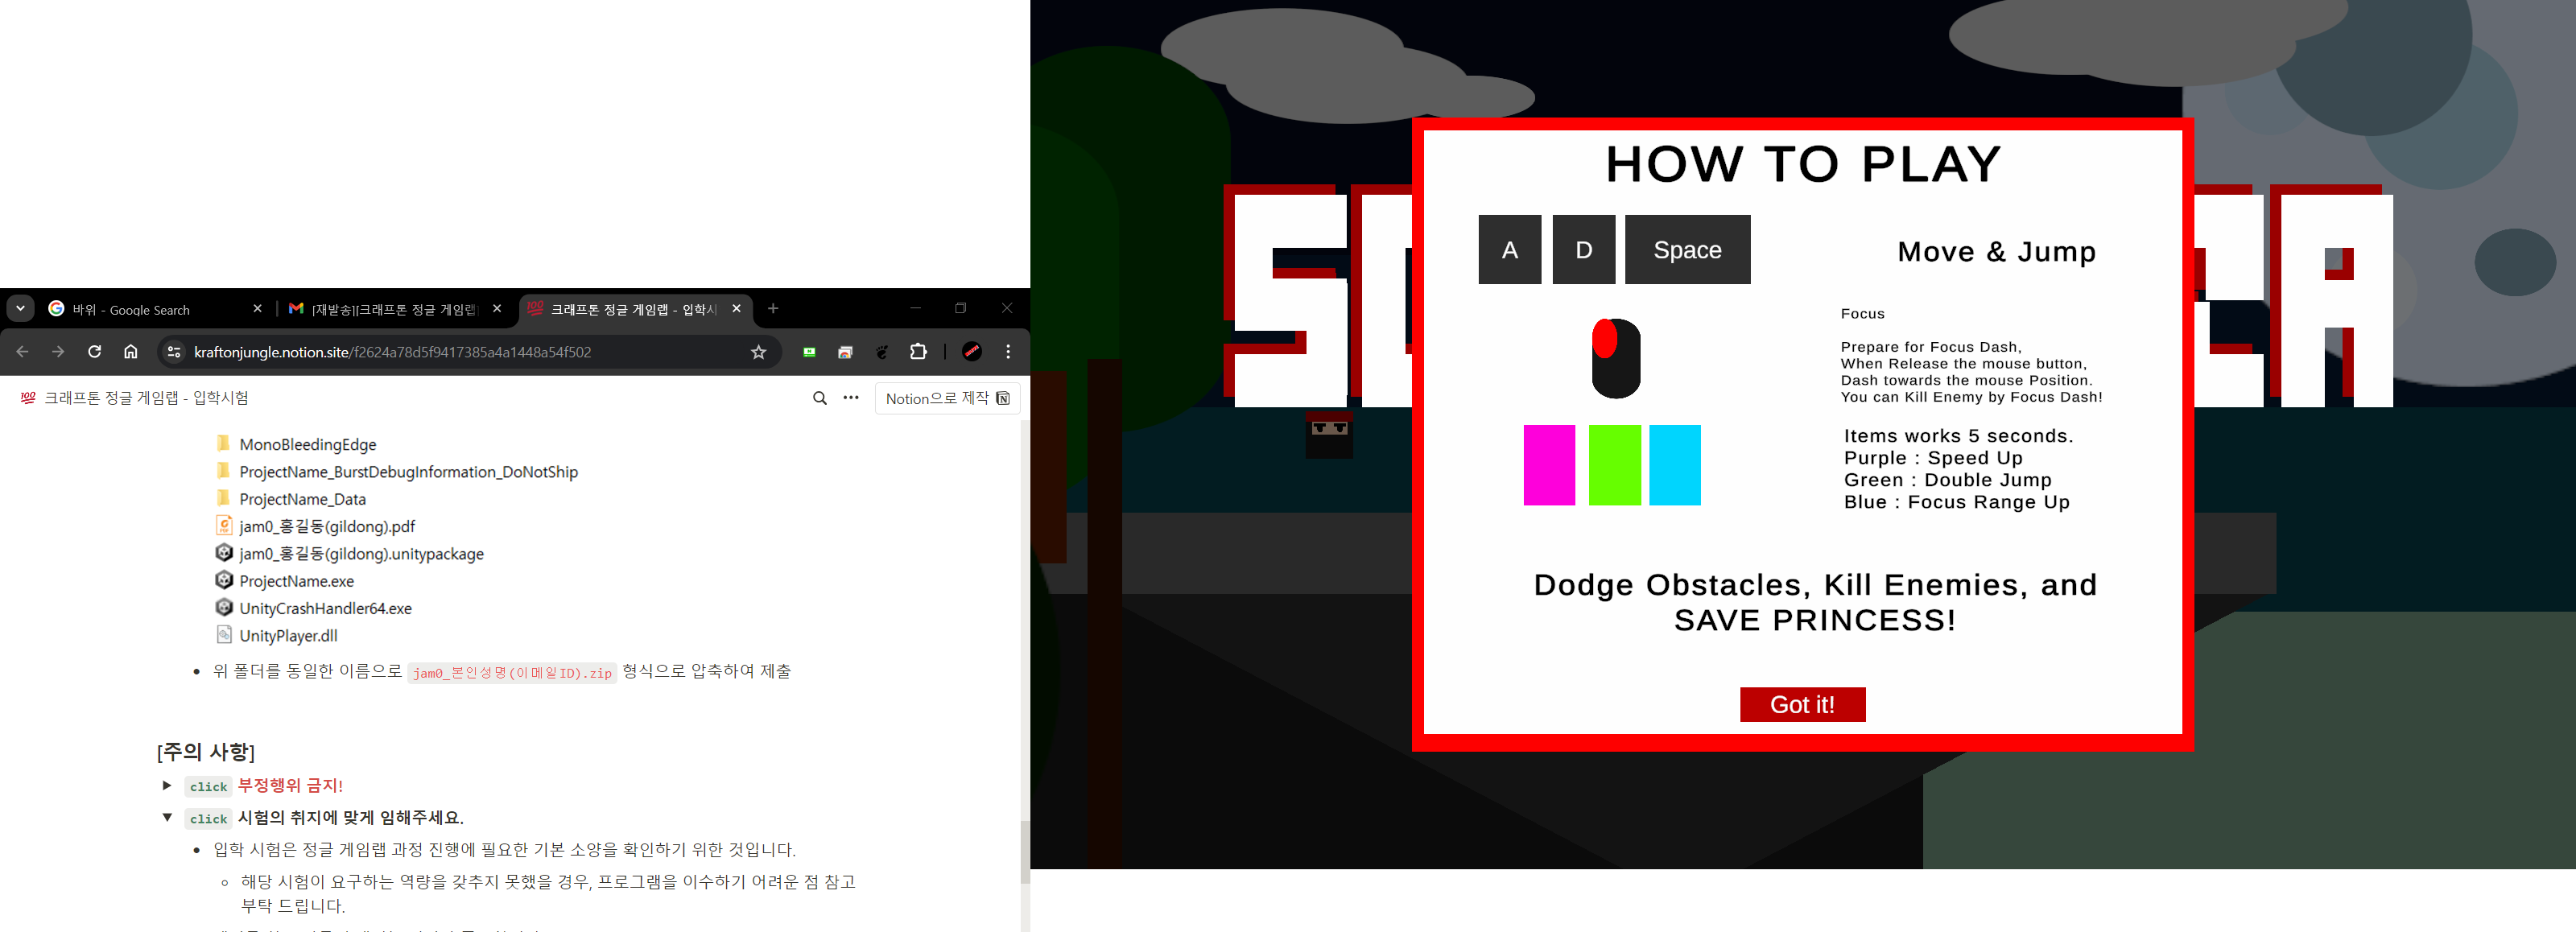 바위 - Google Search
[재발송][크래프톤 정글 게임랩]
크래프톤 정글 게임랩 - 입학시
kraftonjungle.notion.site/f2624a78d5f9417385a4a1448a54f502
크래프톤 정글 게임랩 - 입학시험
Notion으로 제작
MonoBleedingEdge
ProjectName_BurstDebugInformation_DoNotShip
ProjectName_Data
jam0_홍길동(gildong).pdf
jam0_홍길동(gildong).unitypackage
ProjectName.exe
UnityCrashHandler64.exe
UnityPlayer.dll
위 폴더를 동일한 이름으로 jam0_본인성명(이메일ID).zip 형식으로 압축하여 제출
[주의 사항]
click 부정행위 금지!
click 시험의 취지에 맞게 임해주세요.
입학 시험은 정글 게임랩 과정 진행에 필요한 기본 소양을 확인하기 위한 것입니다.
해당 시험이 요구하는 역량을 갖추지 못했을 경우, 프로그램을 이수하기 어려운 점 참고
부탁 드립니다.
HOW TO PLAY
A D Space
Move & Jump
Focus
Prepare for Focus Dash,
When Release the mouse button,
Dash towards the mouse Position.
You can Kill Enemy by Focus Dash!
Items works 5 seconds.
Purple : Speed Up
Green : Double Jump
Blue : Focus Range Up
Dodge Obstacles, Kill Enemies, and
SAVE PRINCESS!
Got it!